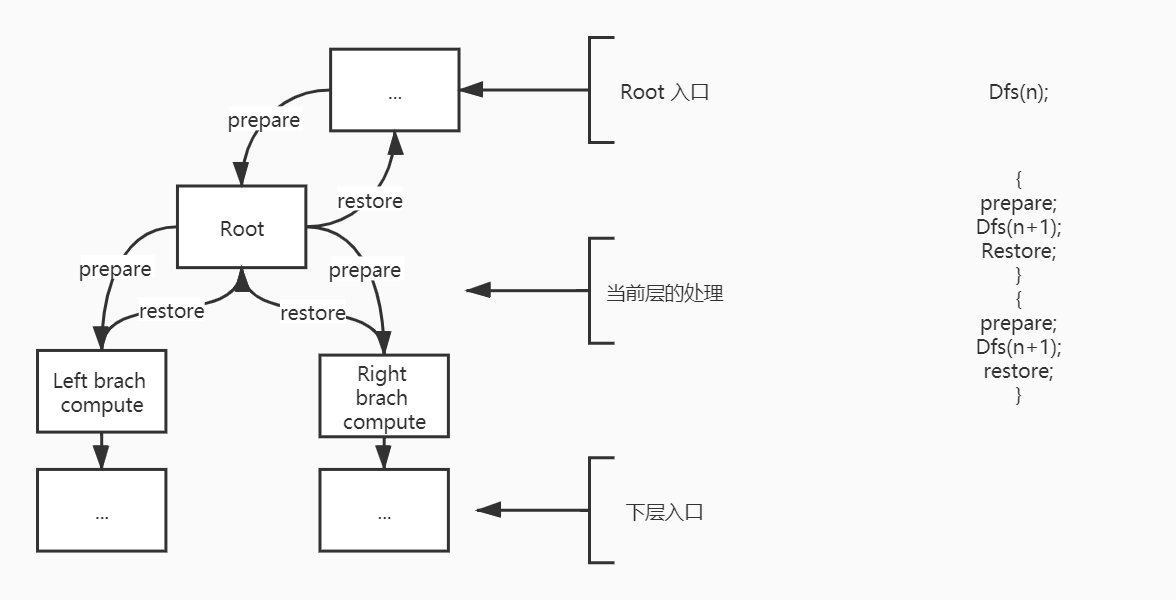 ...
Root 入口
Dfs(n);
prepare
restore
Root
prepare
prepare
restore
restore
当前层的处理
{
prepare;
Dfs(n+1);
Restore;
}
{
prepare;
Dfs(n+1);
restore;
}
Left brach
compute
Right
brach
compute
...
...
下层入口